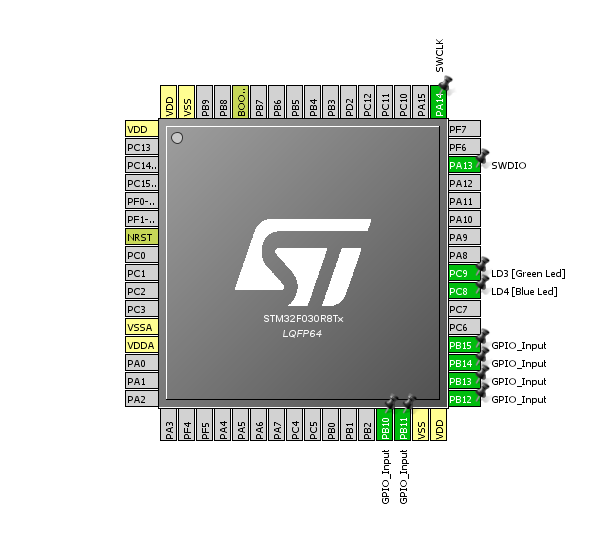 SWCLK
VDD
VSS
PB9
PB8
BOO..
PB7
PB6
PB5
PB4
PB3
PD2
PC12
PC11
PC10
PA15
PA14
VDD
PC13
PC14..
PC15..
PF0-..
PF1-..
NRST
PC0
PC1
PC2
PC3
VSSA
VDDA
PA0
PA1
PA2
ST
STM32F030R8Tx
LQFP64
PF7
PF6
PA13 SWDIO
PA12
PA11
PA10
PA9
PA8
PC9 LD3 [Green Led]
PC8 LD4 [Blue Led]
PC7
PC6
PB15 GPIO_Input
PB14 GPIO_Input
PB13 GPIO_Input
PB12 GPIO_Input
PA3
PF4
PF5
PA4
PA5
PA6
PA7
PC4
PC5
PB0
PB1
PB2
PB10
PB11
VSS
VDD
GPIO_Input
GPIO_Input